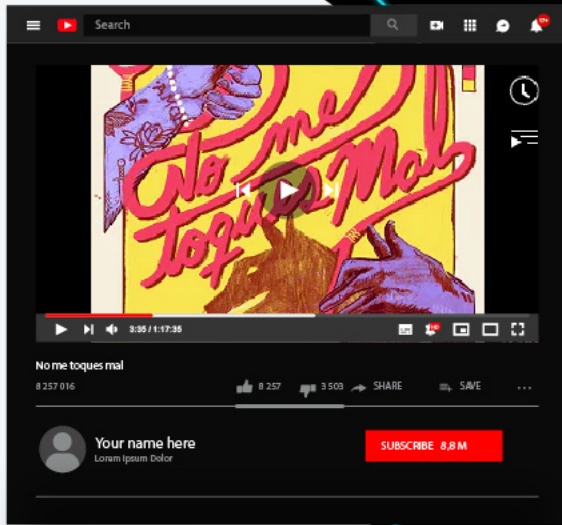 Search
No me
toques Mal
3:35 / 1:17:35
HD
No me toques mal
8 257 016
8 257
3 503
SHARE
SAVE
Your name here
Lorem Ipsum Dolor
SUBSCRIBE 8,8 M